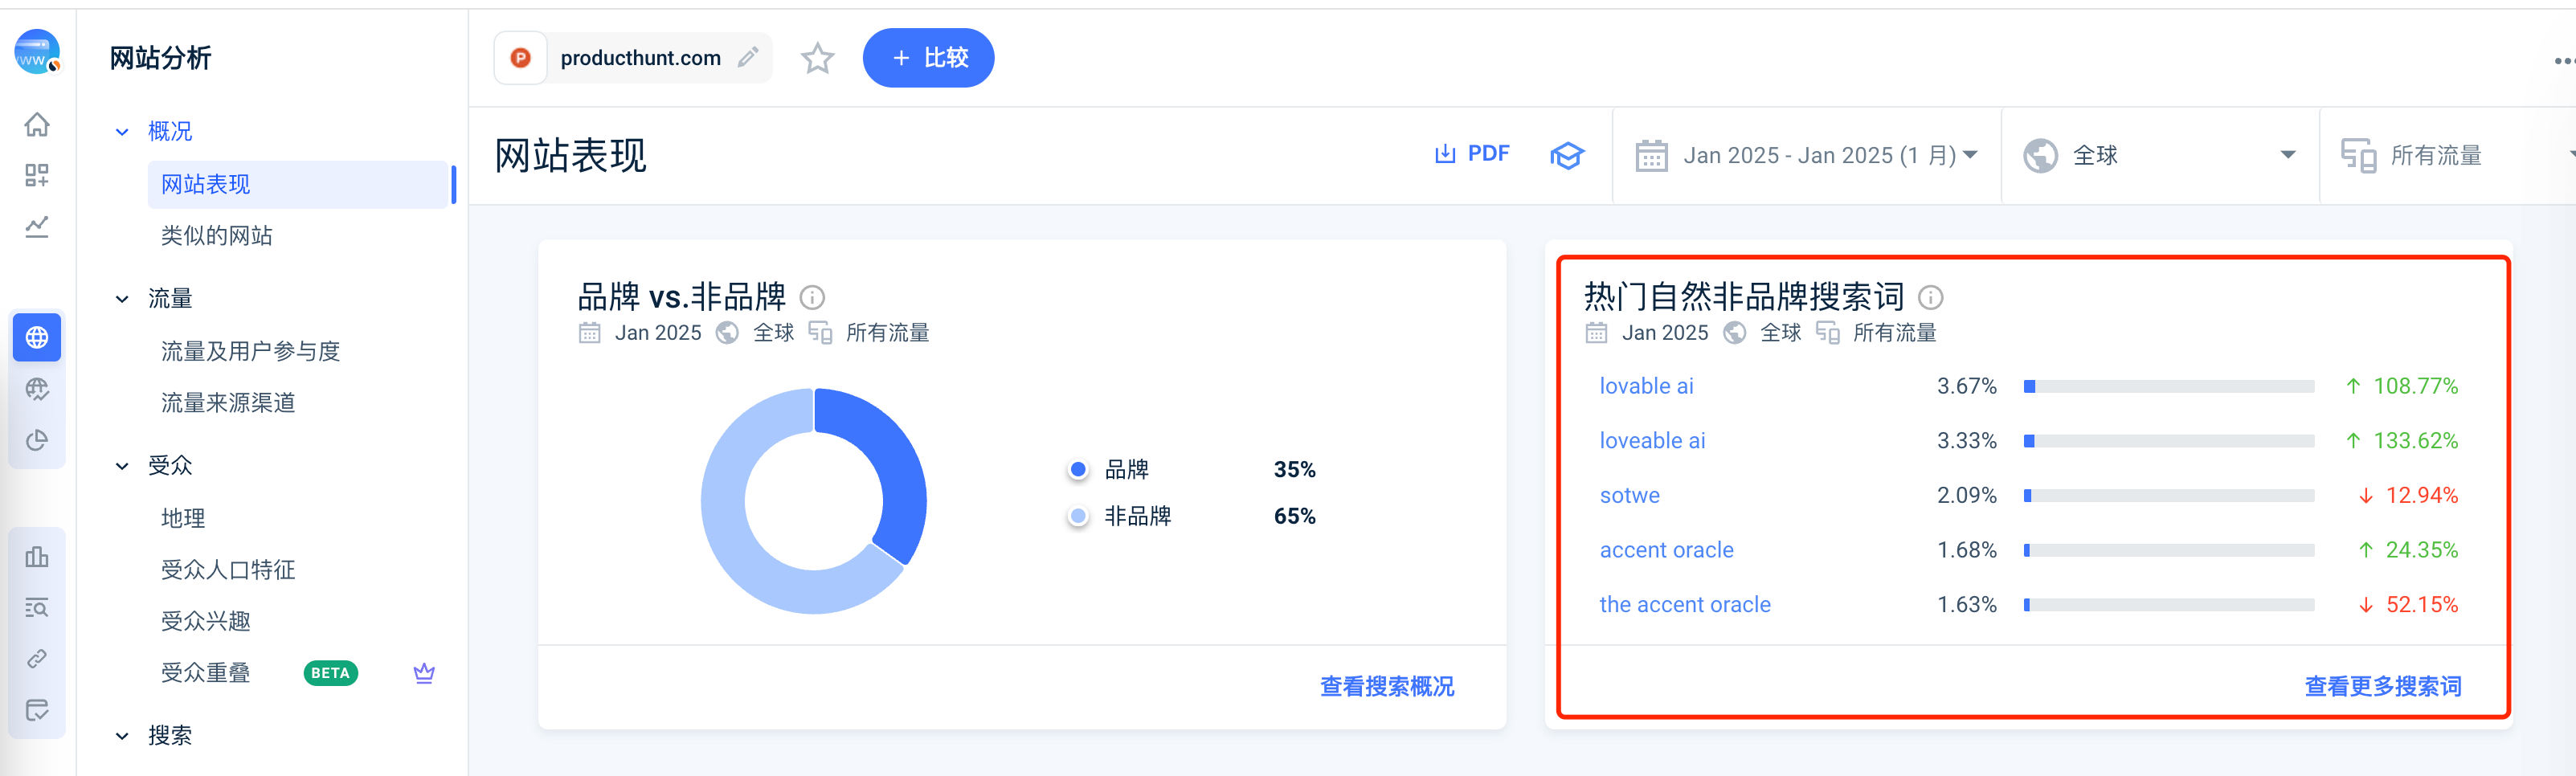 WW
网站分析
概况
网站表现
类似的网站
流量
流量及用户参与度
流量来源渠道
受众
地理
受众人口特征
受众兴趣
受众重叠 BETA
搜索
P producthunt.com + 比较
网站表现 PDF Jan 2025 - Jan 2025 (1 月) 全球 所有流量
品牌 vs.非品牌
Jan 2025 全球 所有流量
品牌 35%
非品牌 65%
查看搜索概况
热门自然非品牌搜索词
Jan 2025 全球 所有流量
lovable ai 3.67% ↑ 108.77%
loveable ai 3.33% ↑ 133.62%
sotwe 2.09% ↓ 12.94%
accent oracle 1.68% ↑ 24.35%
the accent oracle 1.63% ↓ 52.15%
查看更多搜索词